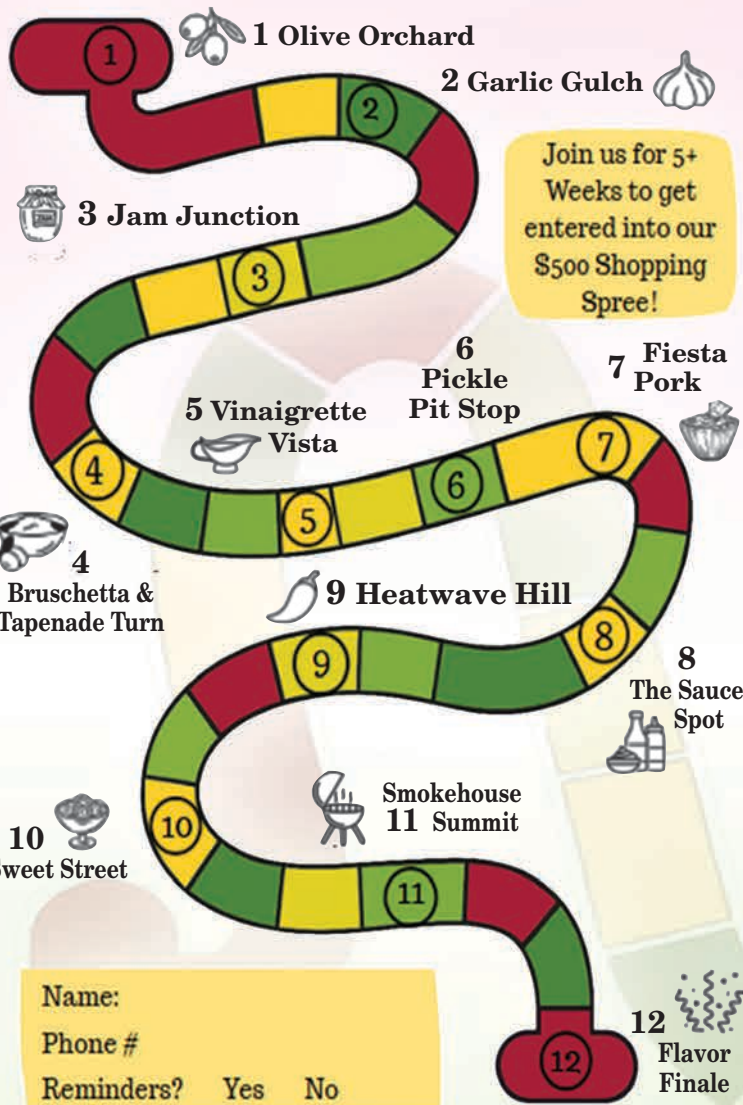 1
1 Olive Orchard
2 Garlic Gulch
2
Join us for 5+
Weeks to get
entered into our
$500 Shopping
Spree!
3 Jam Junction
3
6
Pickle
Pit Stop
7 Fiesta
Pork
5 Vinaigrette
Vista
7
4
6
5
4
Bruschetta &
Tapenade Turn
9 Heatwave Hill
8
9
8
The Sauce
Spot
Smokehouse
11 Summit
10
10
Sweet Street
11
Name:
Phone #
Reminders? Yes No
12
Flavor
Finale
12